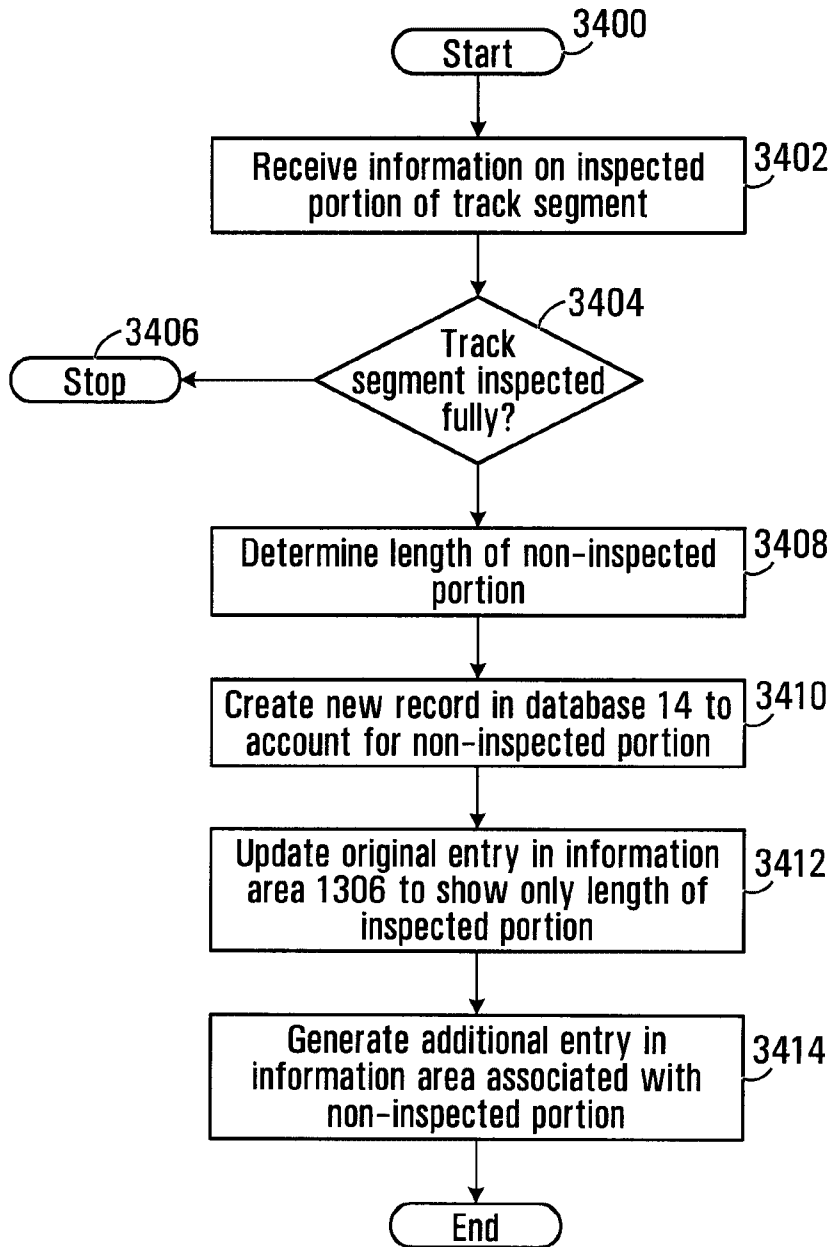 3400
Start
3402
Receive information on inspected
portion of track segment
3404
Track
segment inspected
fully?
3406
Stop
3408
Determine length of non-inspected
portion
3410
Create new record in database 14 to
account for non-inspected portion
3412
Update original entry in information
area 1306 to show only length of
inspected portion
3414
Generate additional entry in
information area associated with
non-inspected portion
End